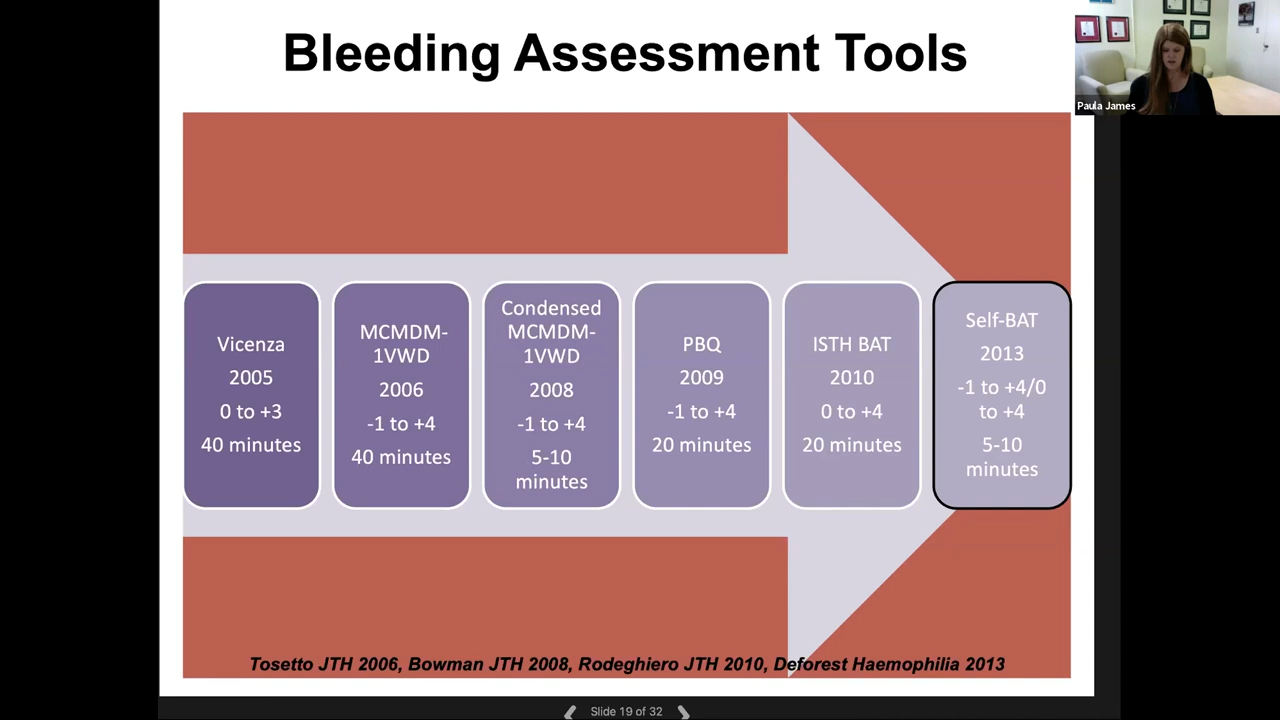 Bleeding Assessment Tools
Paula James
Vicenza
2005
0 to +3
40 minutes
MCMDM-
1VWD
2006
-1 to +4
40 minutes
Condensed
MCMDM-
1VWD
2008
-1 to +4
5-10
minutes
PBQ
2009
-1 to +4
20 minutes
ISTH BAT
2010
0 to +4
20 minutes
Self-BAT
2013
-1 to +4/0
to +4
5-10
minutes
Tosetto JTH 2006, Bowman JTH 2008, Rodeghiero JTH 2010, Deforest Haemophilia 2013
Slide 19 of 32